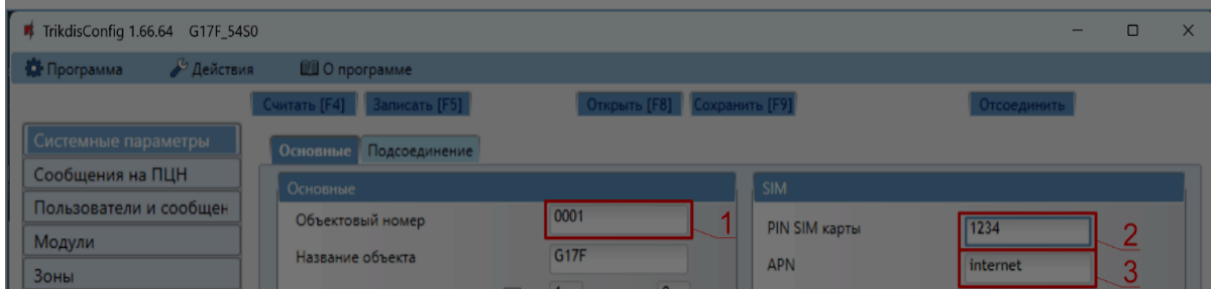 TrikdisConfig 1.66.64 G17F_54S0
Программа Действия О программе
Считать [F4] Записать [F5] Открыть [F8] Сохранить [F9] Отсоединить
Системные параметры
Сообщения на ПЦН
Пользователи и сообщен
Модули
Зоны
Основные Подсоединение
Основные
Объектовый номер 0001 1
Название объекта G17F
SIM
PIN SIM карты 1234 2
APN internet 3